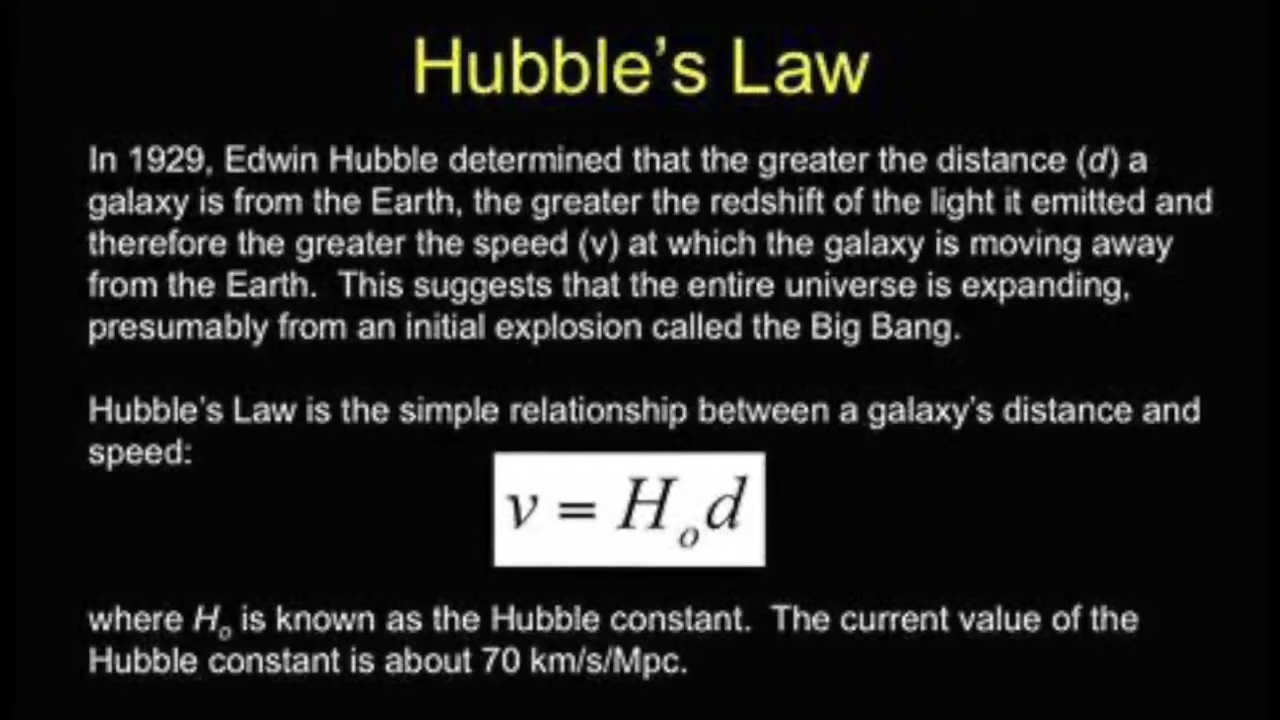 Hubble's Law
In 1929, Edwin Hubble determined that the greater the distance (d) a
galaxy is from the Earth, the greater the redshift of the light it emitted and
therefore the greater the speed (v) at which the galaxy is moving away
from the Earth.  This suggests that the entire universe is expanding,
presumably from an initial explosion called the Big Bang.
Hubble's Law is the simple relationship between a galaxy's distance and
speed:
v = Hₒd
where Hₒ is known as the Hubble constant.  The current value of the
Hubble constant is about 70 km/s/Mpc.